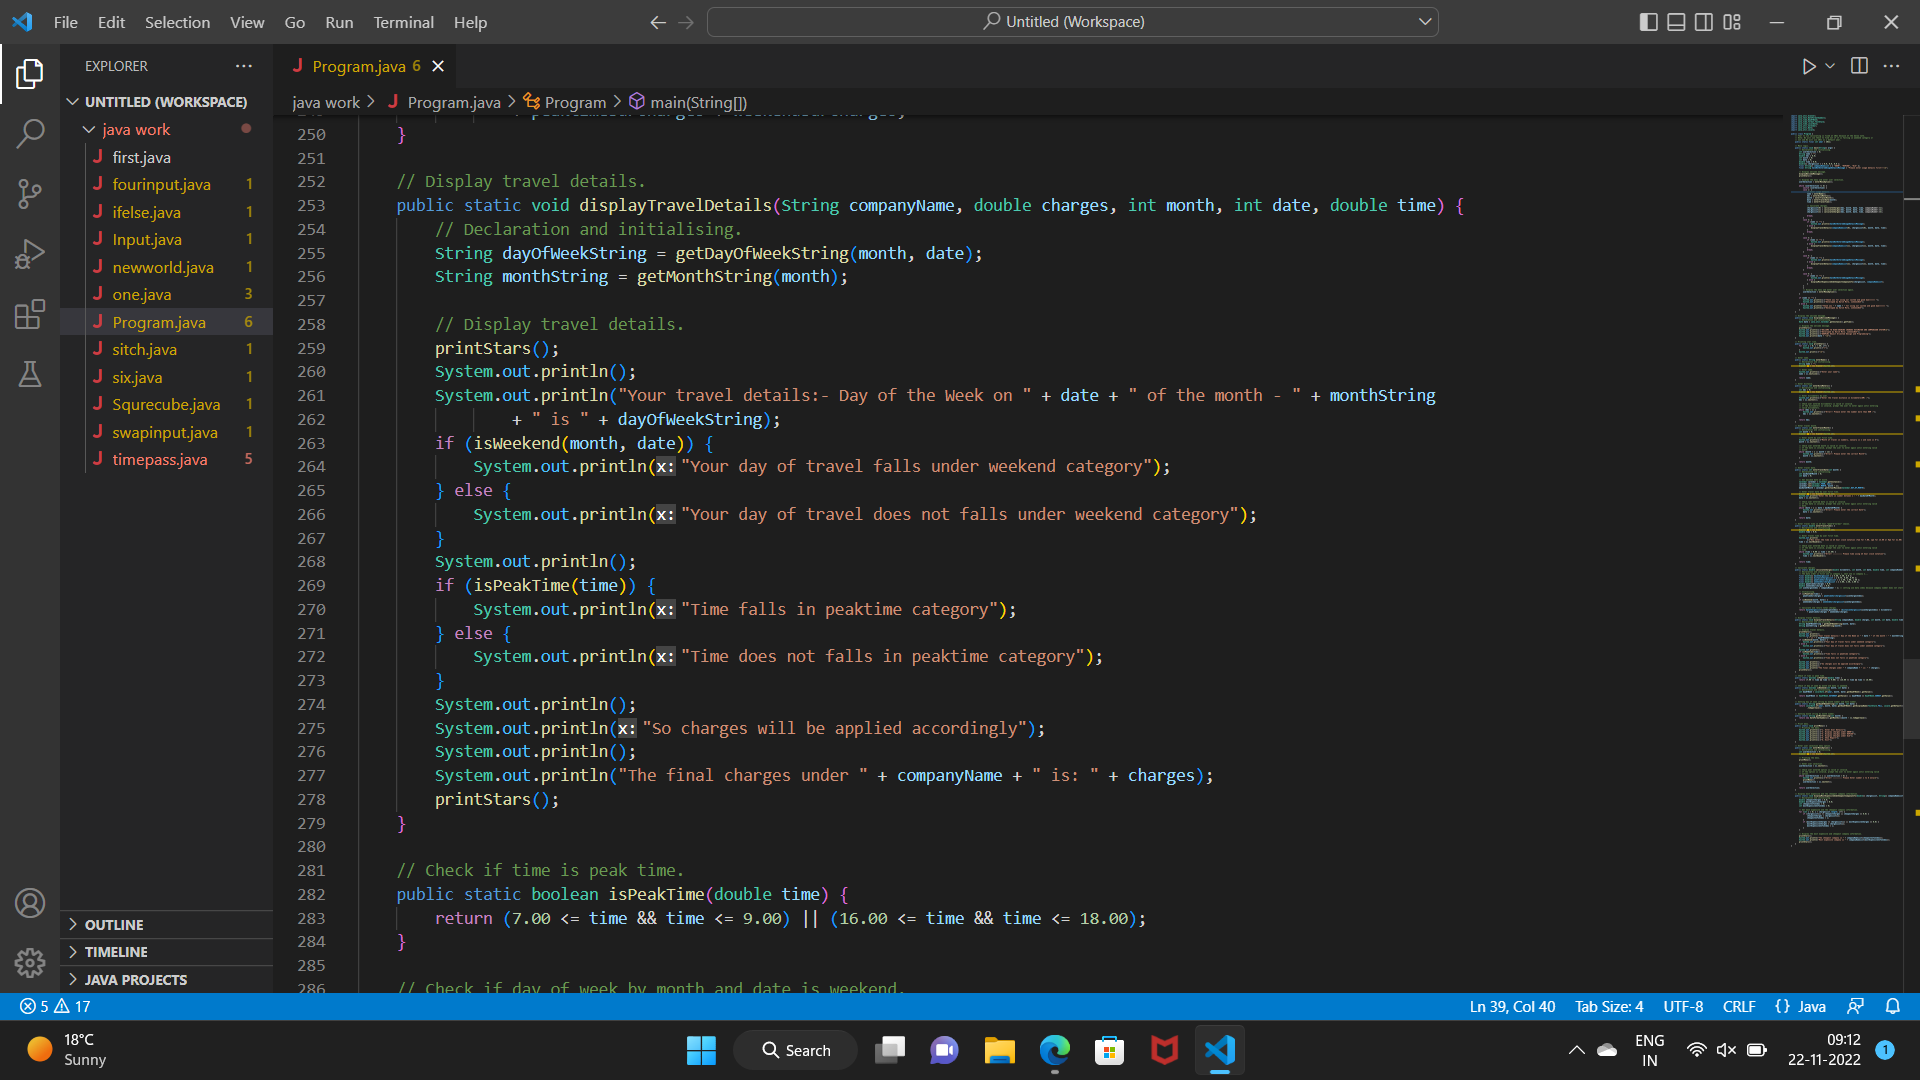 File Edit Selection View Go Run Terminal Help
Untitled (Workspace)
EXPLORER
Program.java 6
UNTITLED (WORKSPACE)
java work > J Program.java > Program > main(String[])
java work
J first.java
J fourinput.java 1
J ifelse.java 1
J Input.java 1
J newworld.java 1
J one.java 3
J Program.java 6
J sitch.java 1
J six.java 1
J Squrecube.java 1
J swapinput.java 1
J timepass.java 5
OUTLINE
TIMELINE
JAVA PROJECTS
250 }
251
252 // Display travel details.
253 public static void displayTravelDetails(String companyName, double charges, int month, int date, double time) {
254 // Declaration and initialising.
255 String dayOfWeekString = getDayOfWeekString(month, date);
256 String monthString = getMonthString(month);
257
258 // Display travel details.
259 printStars();
260 System.out.println();
261 System.out.println("Your travel details:- Day of the Week on " + date + " of the month - " + monthString
262 + " is " + dayOfWeekString);
263 if (isWeekend(month, date)) {
264 System.out.println(x: "Your day of travel falls under weekend category");
265 } else {
266 System.out.println(x: "Your day of travel does not falls under weekend category");
267 }
268 System.out.println();
269 if (isPeakTime(time)) {
270 System.out.println(x: "Time falls in peaktime category");
271 } else {
272 System.out.println(x: "Time does not falls in peaktime category");
273 }
274 System.out.println();
275 System.out.println(x: "So charges will be applied accordingly");
276 System.out.println();
277 System.out.println("The final charges under " + companyName + " is: " + charges);
278 printStars();
279 }
280
281 // Check if time is peak time.
282 public static boolean isPeakTime(double time) {
283 return (7.00 <= time && time <= 9.00) || (16.00 <= time && time <= 18.00);
284 }
285
286 // Check if day of week by month and date is weekend.
5 17
Ln 39, Col 40 Tab Size: 4 UTF-8 CRLF {} Java
18°C
Sunny
Search
ENG
IN
09:12
22-11-2022
1